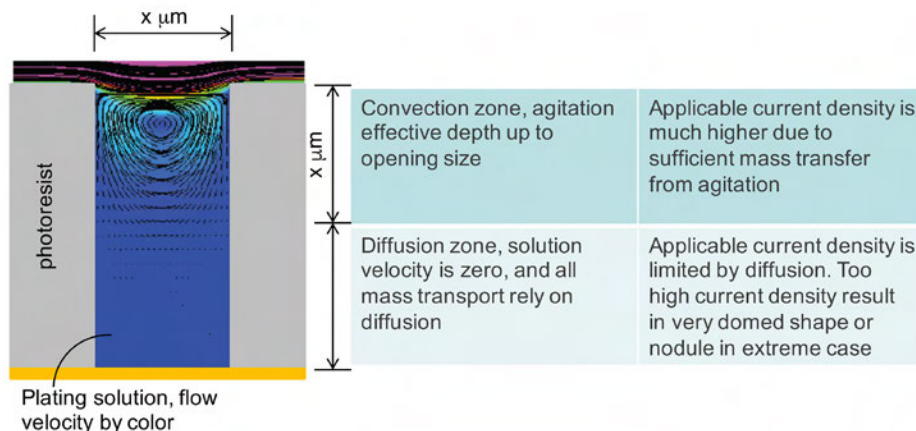 x μm
photoresist
x μm
Convection zone, agitation
effective depth up to
opening size
Applicable current density is
much higher due to
sufficient mass transfer
from agitation
Diffusion zone, solution
velocity is zero, and all
mass transport rely on
diffusion
Applicable current density is
limited by diffusion. Too
high current density result
in very domed shape or
nodule in extreme case
Plating solution, flow
velocity by color